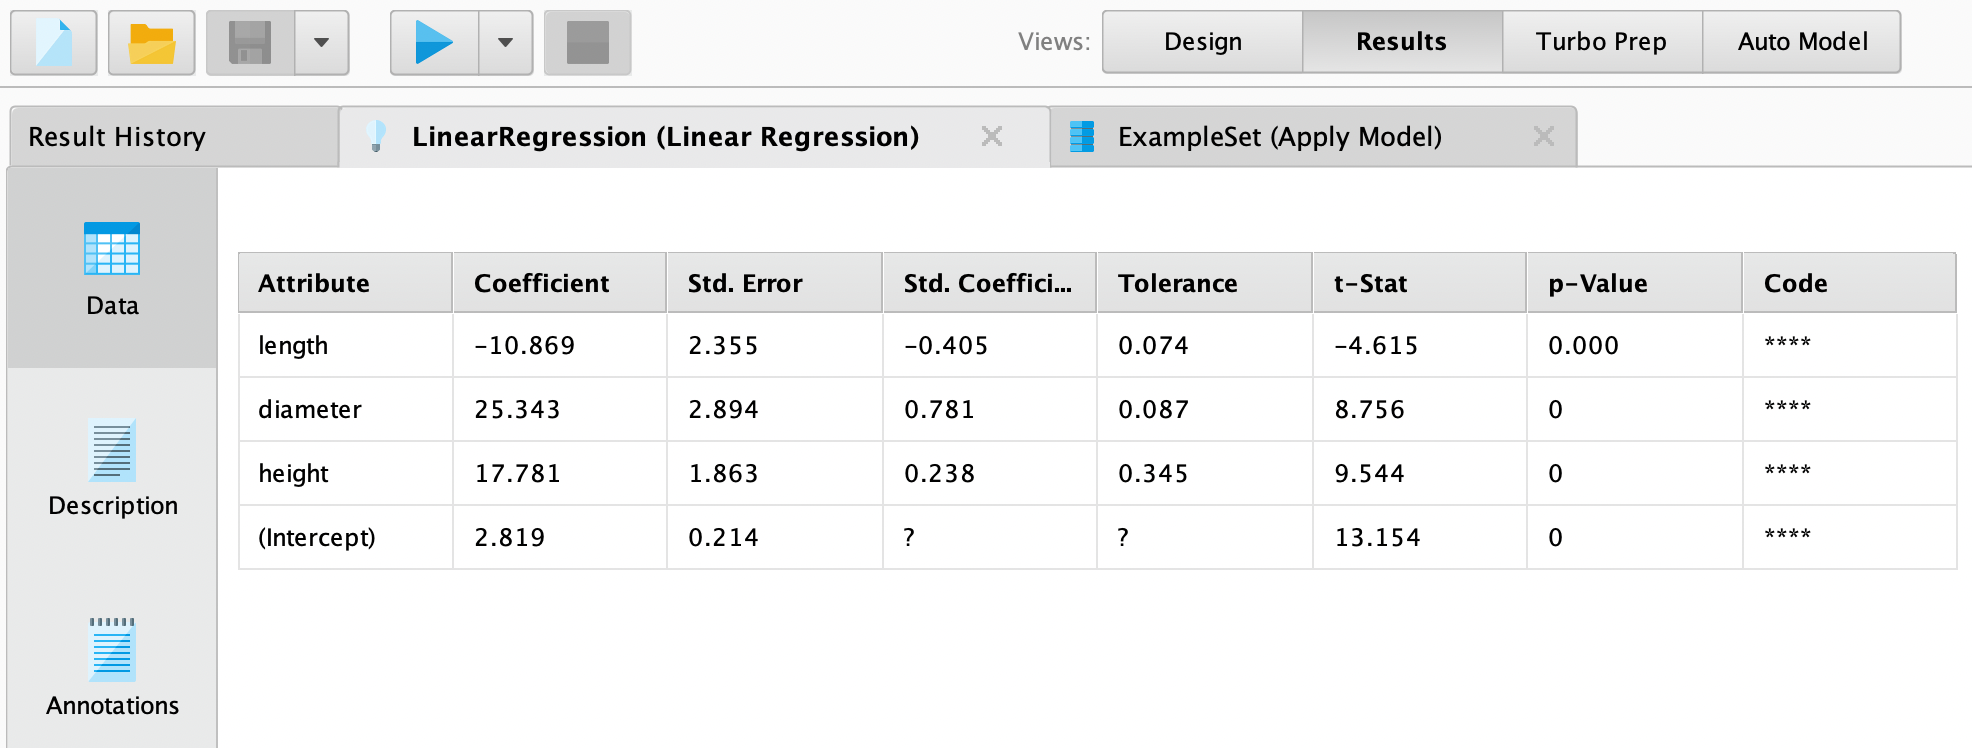 Views: Design Results Turbo Prep Auto Model
Result History LinearRegression (Linear Regression) ExampleSet (Apply Model)
Data
Description
Annotations
Attribute Coefficient Std. Error Std. Coeffici... Tolerance t-Stat p-Value Code
length -10.869 2.355 -0.405 0.074 -4.615 0.000 ****
diameter 25.343 2.894 0.781 0.087 8.756 0 ****
height 17.781 1.863 0.238 0.345 9.544 0 ****
(Intercept) 2.819 0.214 ? ? 13.154 0 ****